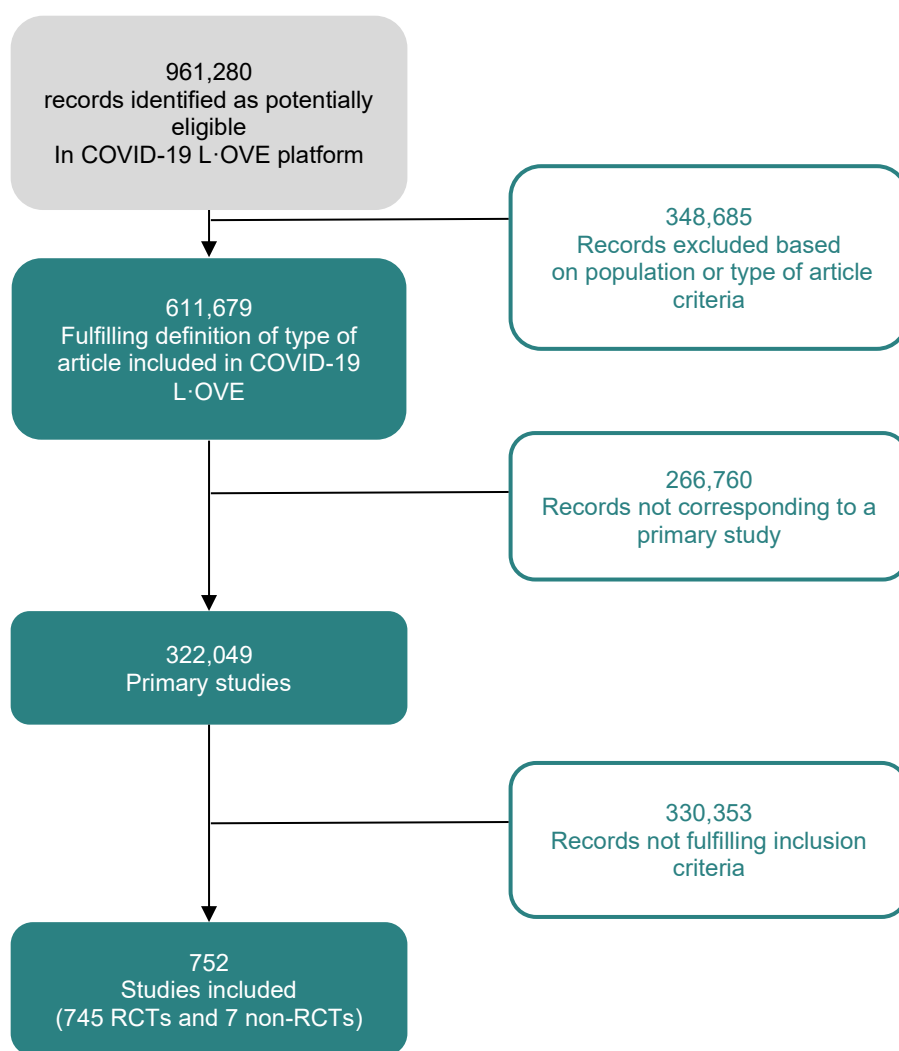 961,280
records identified as potentially
eligible
In COVID-19 L·OVE platform
348,685
Records excluded based
on population or type of article
criteria
611,679
Fulfilling definition of type of
article included in COVID-19
L·OVE
266,760
Records not corresponding to a
primary study
322,049
Primary studies
330,353
Records not fulfilling inclusion
criteria
752
Studies included
(745 RCTs and 7 non-RCTs)